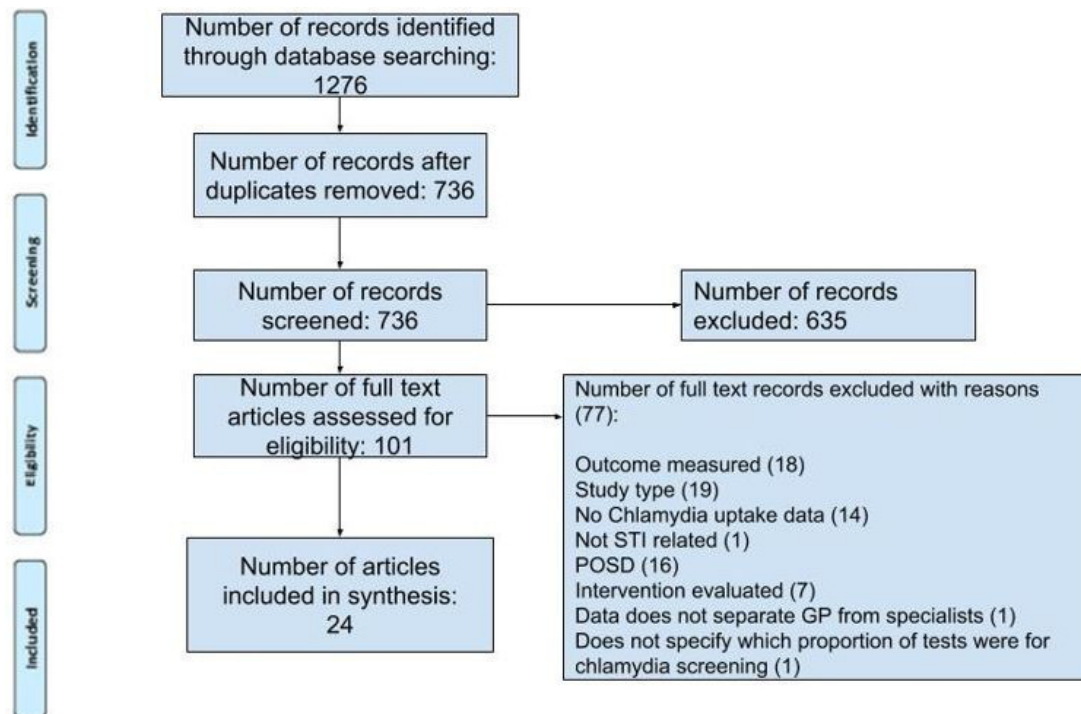 Identification
Number of records identified
through database searching:
1276
Number of records after
duplicates removed: 736
Screening
Number of records
screened: 736
Number of records
excluded: 635
Eligibility
Number of full text
articles assessed for
eligibility: 101
Number of full text records excluded with reasons
(77):
Outcome measured (18)
Study type (19)
No Chlamydia uptake data (14)
Not STI related (1)
POSD (16)
Intervention evaluated (7)
Data does not separate GP from specialists (1)
Does not specify which proportion of tests were for
chlamydia screening (1)
Included
Number of articles
included in synthesis:
24